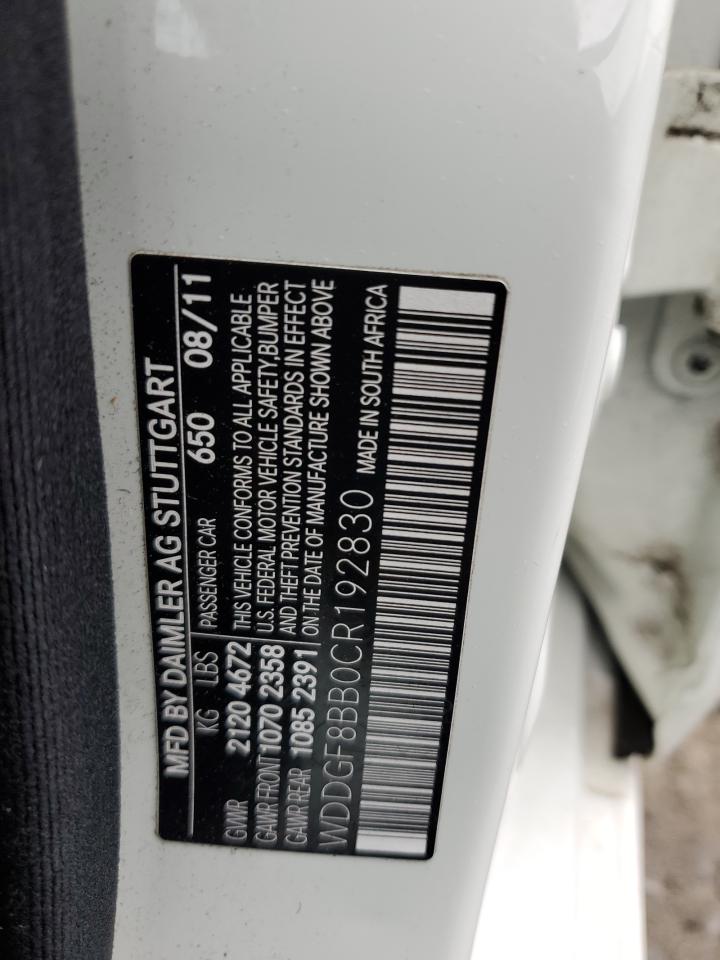 MFD BY DAIMLER AG STUTTGART
KG LBS PASSENGER CAR 650 08/11
GWR 2120 4672 THIS VEHICLE CONFORMS TO ALL APPLICABLE
GAWR FRONT 1070 2358 U.S. FEDERAL MOTOR VEHICLE SAFETY,BUMPER
GAWR REAR 1085 2391 AND THEFT PREVENTION STANDARDS IN EFFECT
ON THE DATE OF MANUFACTURE SHOWN ABOVE
WDDGF8BB0CR192830 MADE IN SOUTH AFRICA